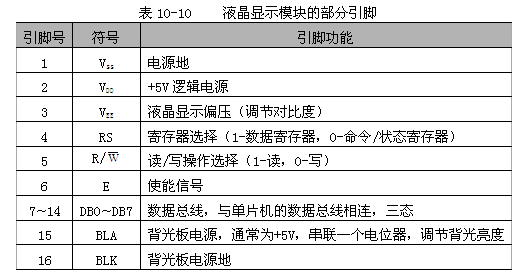 表 10-10 液晶显示模块的部分引脚
引脚号 符号 引脚功能
1 Vss 电源地
2 VDD +5V 逻辑电源
3 VEE 液晶显示偏压（调节对比度）
4 RS 寄存器选择（1-数据寄存器，0-命令/状态寄存器）
5 R/W̅ 读/写操作选择（1-读，0-写）
6 E 使能信号
7～14 DB0～DB7 数据总线，与单片机的数据总线相连，三态
15 BLA 背光板电源，通常为+5V，串联一个电位器，调节背光亮度
16 BLK 背光板电源地